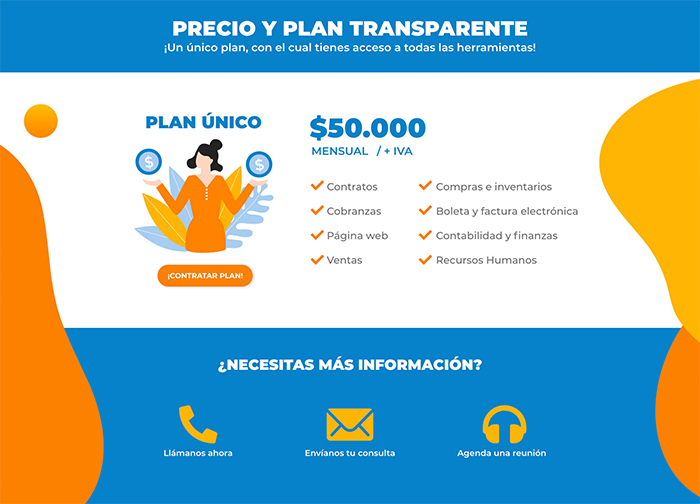 PRECIO Y PLAN TRANSPARENTE
¡Un único plan, con el cual tienes acceso a todas las herramientas!
PLAN ÚNICO
$ $
¡CONTRATAR PLAN!
$50.000
MENSUAL / + IVA
Contratos
Cobranzas
Página web
Ventas
Compras e inventarios
Boleta y factura electrónica
Contabilidad y finanzas
Recursos Humanos
¿NECESITAS MÁS INFORMACIÓN?
Llámanos ahora
Envíanos tu consulta
Agenda una reunión